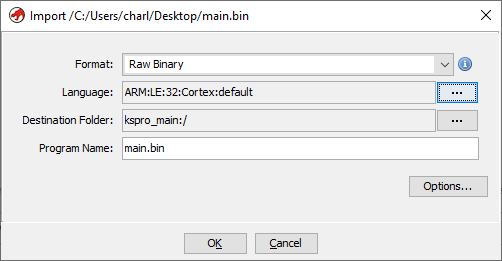 Import /C:/Users/charl/Desktop/main.bin
Format: Raw Binary
Language: ARM:LE:32:Cortex:default ...
Destination Folder: kspro_main:/ ...
Program Name: main.bin
Options...
OK Cancel